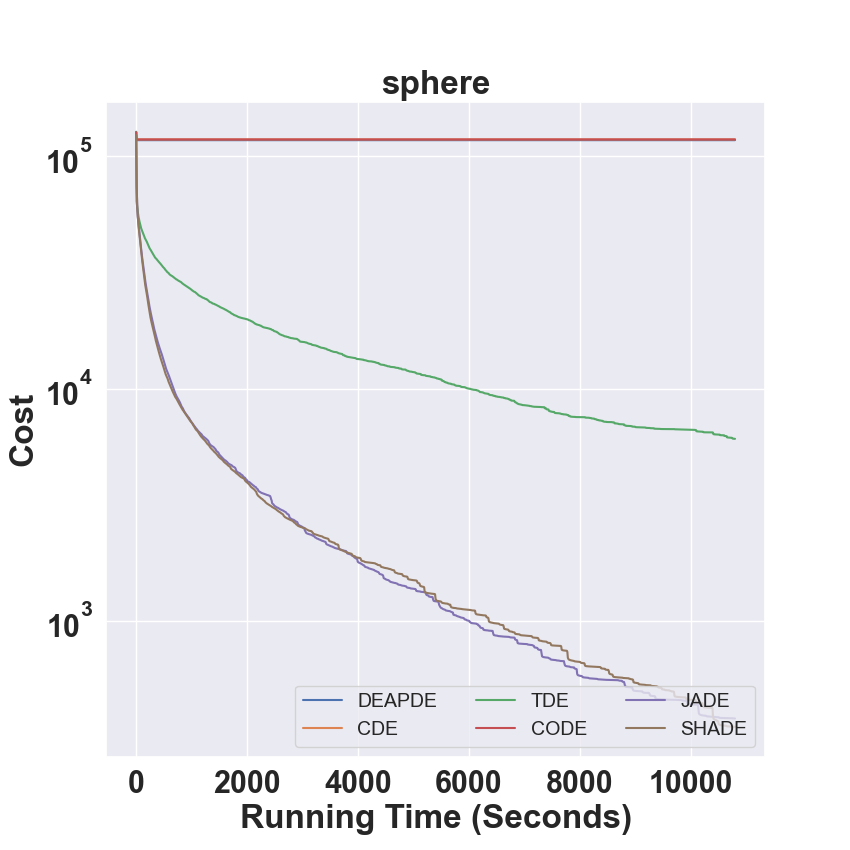 sphere
10^5
10^4
10^3
Cost
DEAPDE TDE JADE
CDE CODE SHADE
0 2000 4000 6000 8000 10000
Running Time (Seconds)